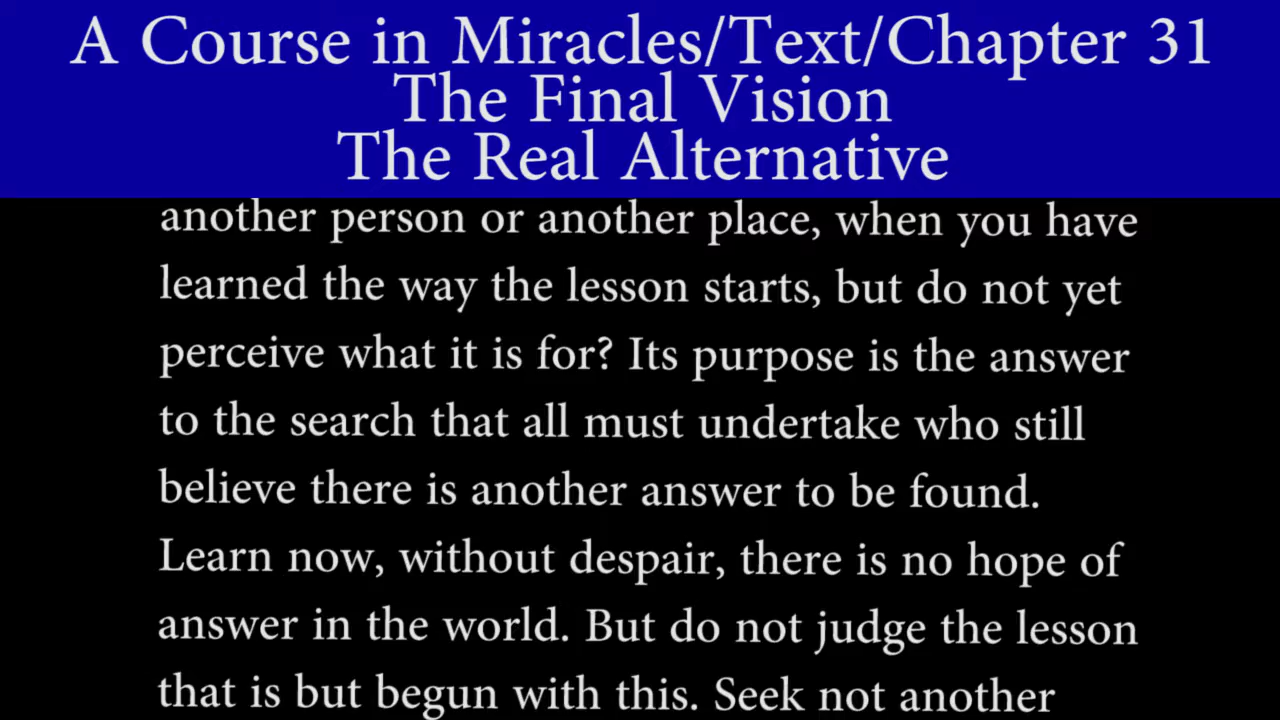 A Course in Miracles/Text/Chapter 31
The Final Vision
The Real Alternative
another person or another place, when you have
learned the way the lesson starts, but do not yet
perceive what it is for? Its purpose is the answer
to the search that all must undertake who still
believe there is another answer to be found.
Learn now, without despair, there is no hope of
answer in the world. But do not judge the lesson
that is but begun with this. Seek not another